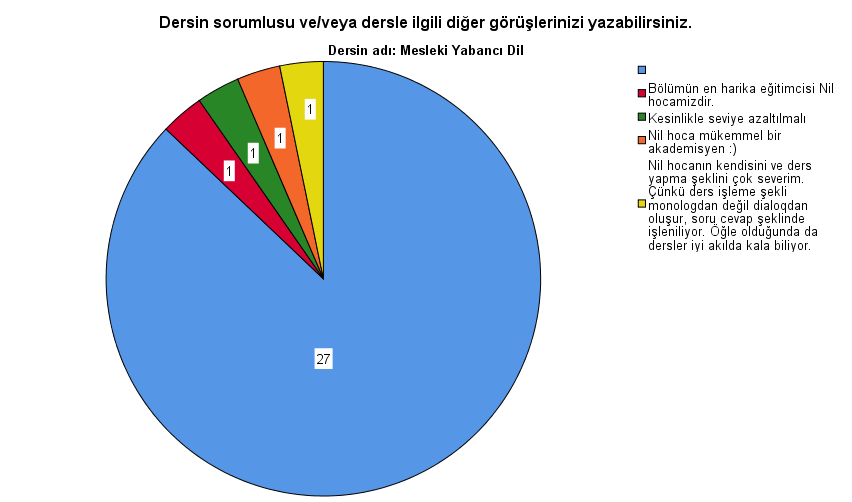 Dersin sorumlusu ve/veya dersle ilgili diğer görüşlerinizi yazabilirsiniz.
Dersin adı: Mesleki Yabancı Dil
Bölümün en harika eğitimcisi Nil
hocamizdir.
Kesinlikle seviye azaltılmalı
Nil hoca mükemmel bir
akademisyen :)
Nil hocanın kendisini ve ders
yapma şeklini çok severim.
Çünkü ders işleme şekli
monologdan değil dialoqdan
oluşur, soru cevap şeklinde
işleniliyor. Öğle olduğunda da
dersler iyi akılda kala biliyor.
1
1
1
1
27